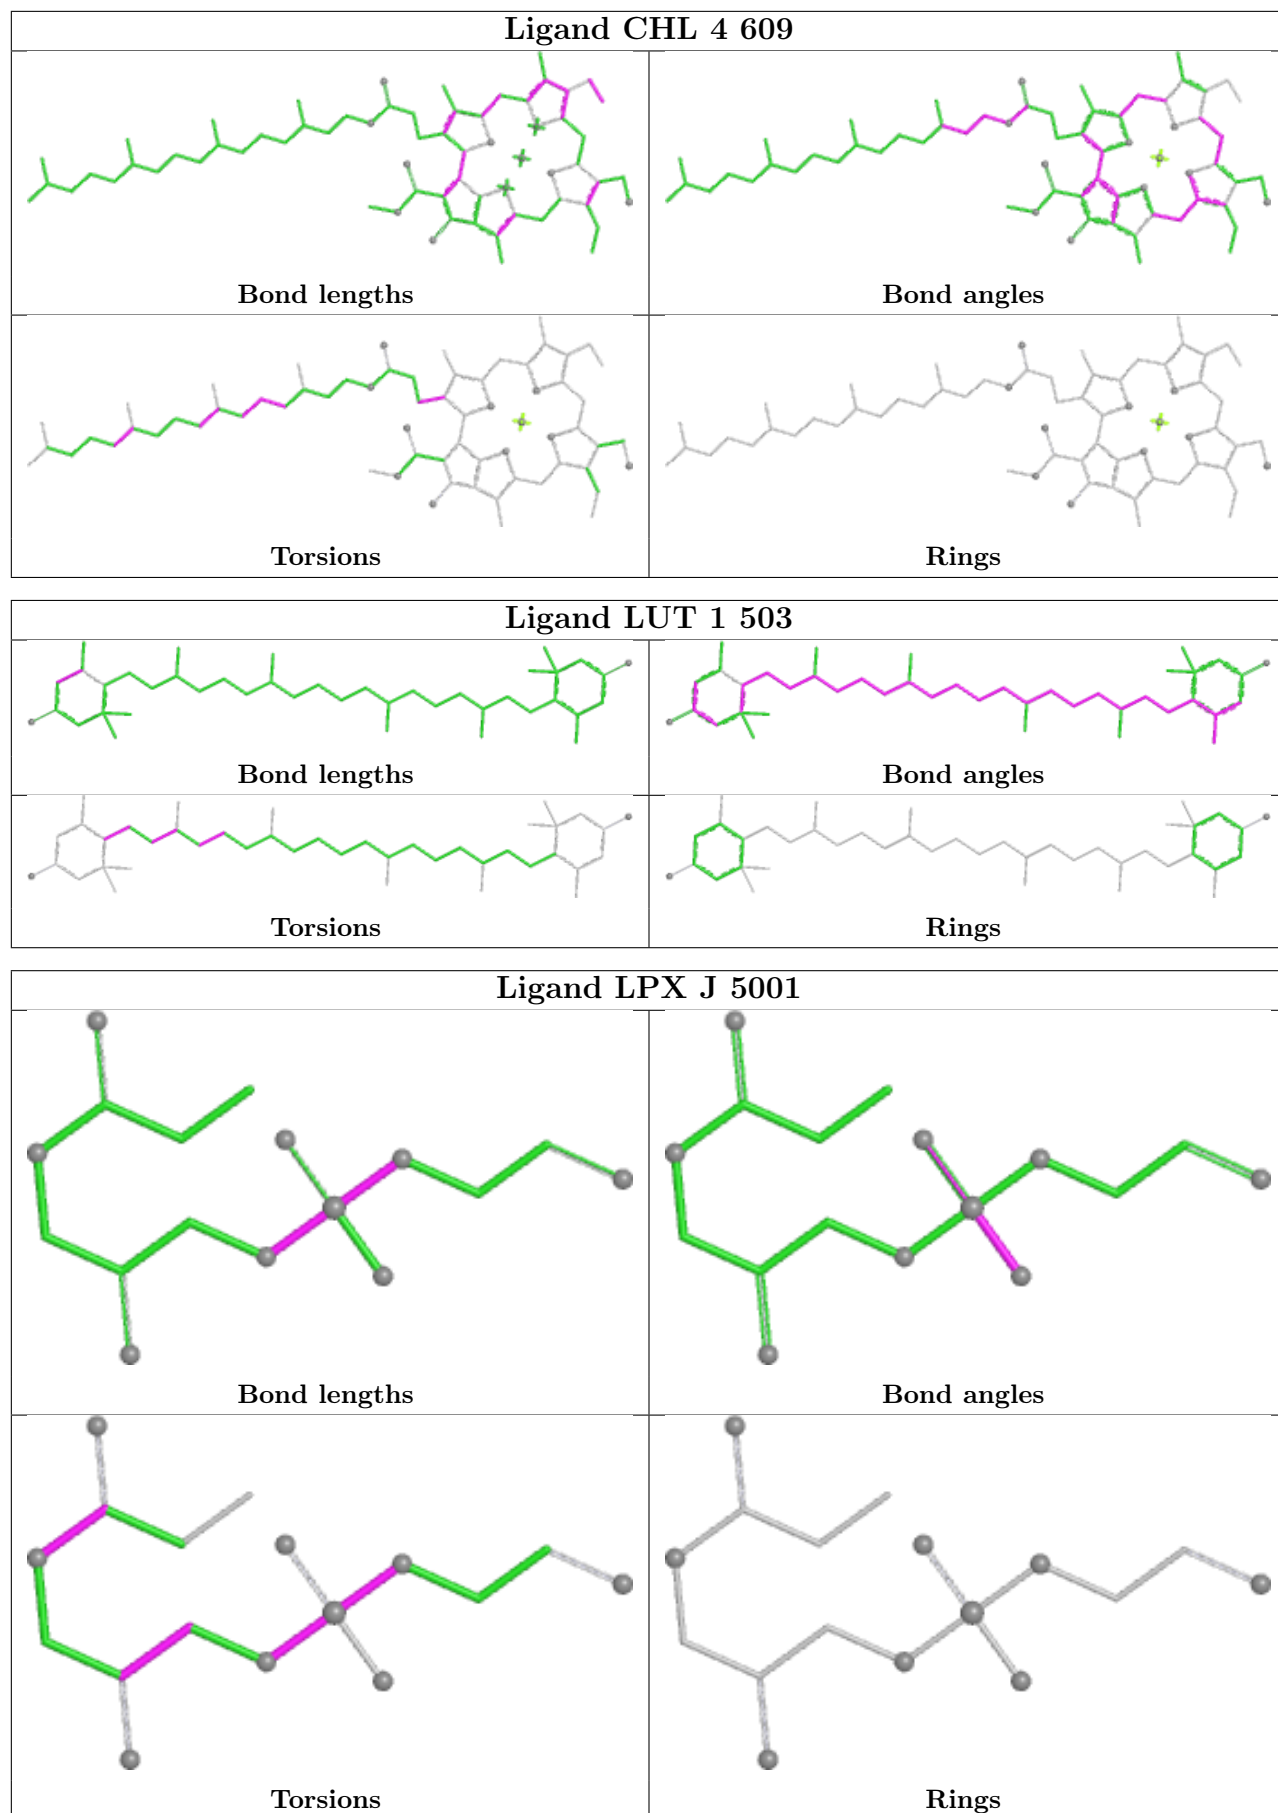 Ligand CHL 4 609
Bond lengths
Bond angles
Torsions
Rings
Ligand LUT 1 503
Bond lengths
Bond angles
Torsions
Rings
Ligand LPX J 5001
Bond lengths
Bond angles
Torsions
Rings